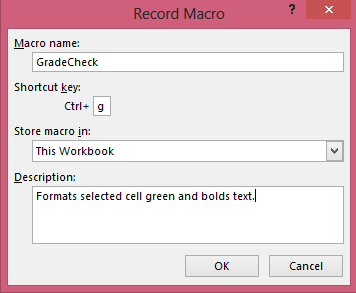 Record Macro
?
Macro name:
GradeCheck
Shortcut key:
Ctrl+ g
Store macro in:
This Workbook
Description:
Formats selected cell green and bolds text.
OK Cancel